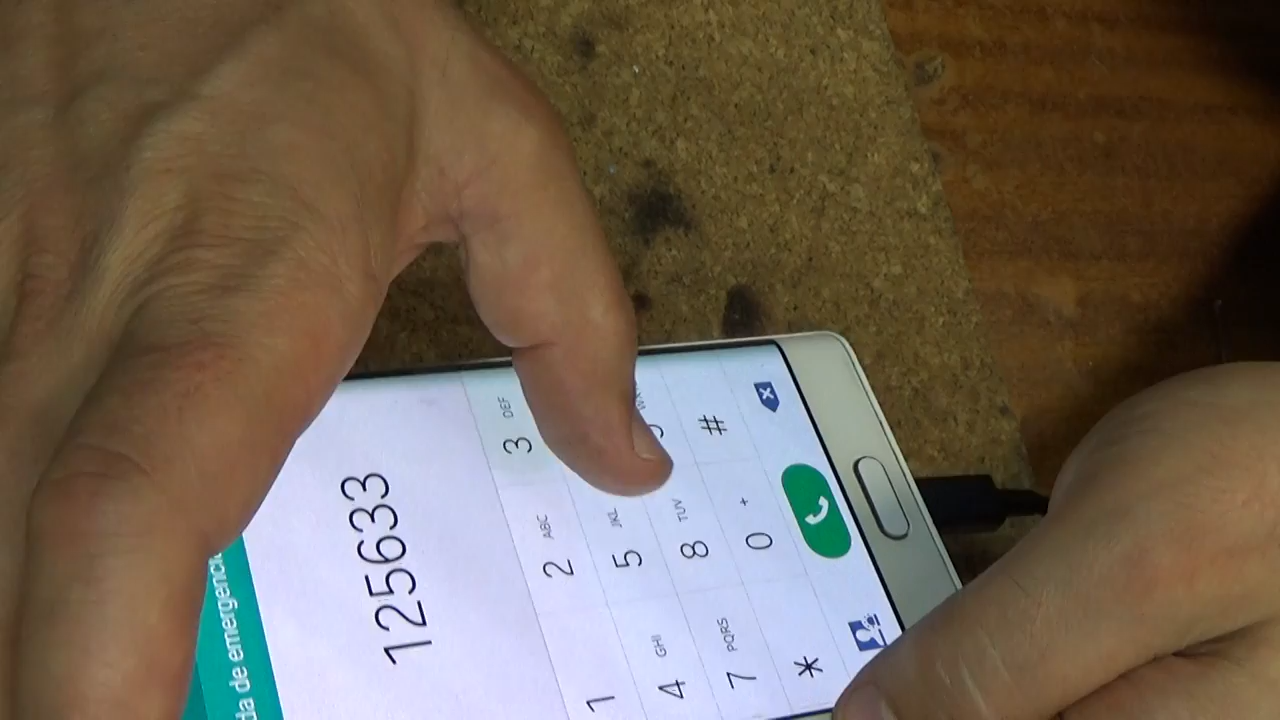 da de emergencia
125633
1
2 ABC
3 DEF
4 GHI
5 JKL
7 PQRS
8 TUV
*
0 +
#